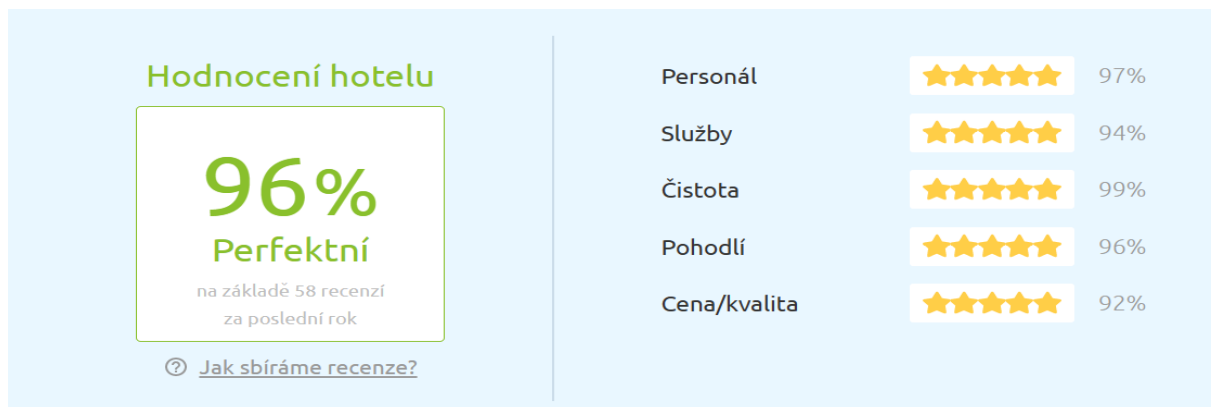 Hodnocení hotelu
96%
Perfektní
na základě 58 recenzí
za poslední rok
Jak sbíráme recenze?
Personál 97%
Služby 94%
Čistota 99%
Pohodlí 96%
Cena/kvalita 92%